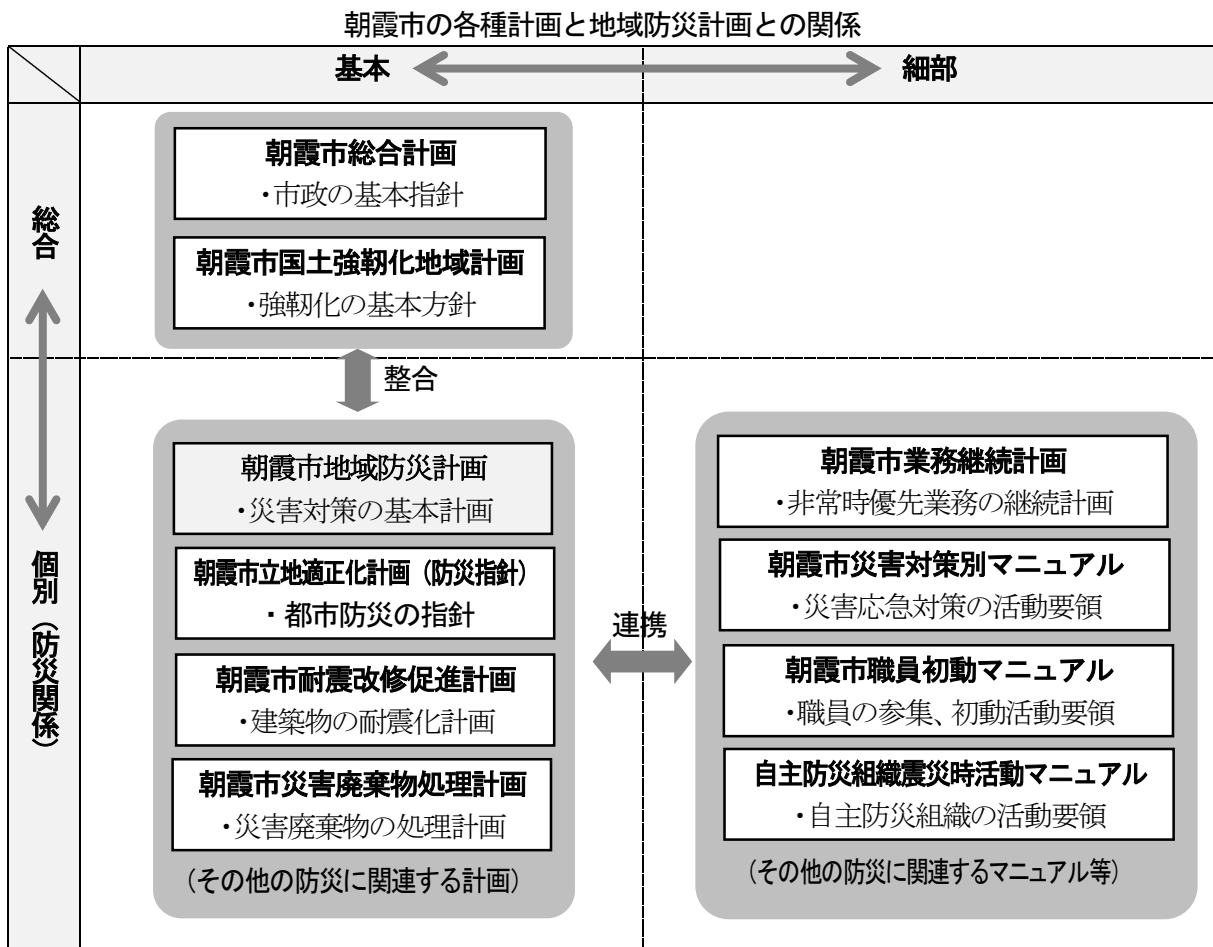 朝霞市の各種計画と地域防災計画との関係
基本
細部
総合
朝霞市総合計画
・市政の基本指針
朝霞市国土強靭化地域計画
・強靭化の基本方針
整合
個別（防災関係）
朝霞市地域防災計画
・災害対策の基本計画
朝霞市立地適正化計画（防災指針）
・都市防災の指針
朝霞市耐震改修促進計画
・建築物の耐震化計画
朝霞市災害廃棄物処理計画
・災害廃棄物の処理計画
（その他の防災に関連する計画）
連携
朝霞市業務継続計画
・非常時優先業務の継続計画
朝霞市災害対策別マニュアル
・災害応急対策の活動要領
朝霞市職員初動マニュアル
・職員の参集、初動活動要領
自主防災組織震災時活動マニュアル
・自主防災組織の活動要領
（その他の防災に関連するマニュアル等）